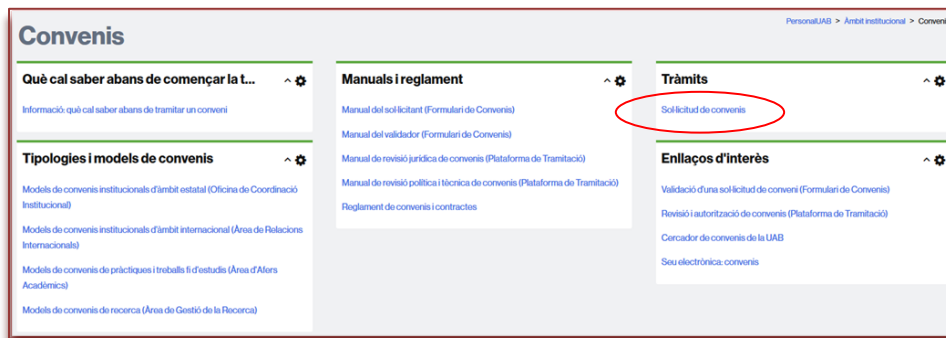 PersonalUAB > Àmbit institucional > Conveni
Convenis
Què cal saber abans de començar la t...
Informació: què cal saber abans de tramitar un conveni
Tipologies i models de convenis
Models de convenis institucionals d'àmbit estatal (Oficina de Coordinació
Institucional)
Models de convenis institucionals d'àmbit internacional (Àrea de Relacions
Internacionals)
Models de convenis de pràctiques i treballs fi d'estudis (Àrea d'Afers
Acadèmics)
Models de convenis de recerca (Àrea de Gestió de la Recerca)
Manuals i reglament
Manual del sol·licitant (Formulari de Convenis)
Manual del validador (Formulari de Convenis)
Manual de revisió jurídica de convenis (Plataforma de Tramitació)
Manual de revisió política i tècnica de convenis (Plataforma de Tramitació)
Reglament de convenis i contractes
Tràmits
Sol·licitud de convenis
Enllaços d'interès
Validació d'una sol·licitud de conveni (Formulari de Convenis)
Revisió i autorització de convenis (Plataforma de Tramitació)
Cercador de convenis de la UAB
Seu electrònica: convenis